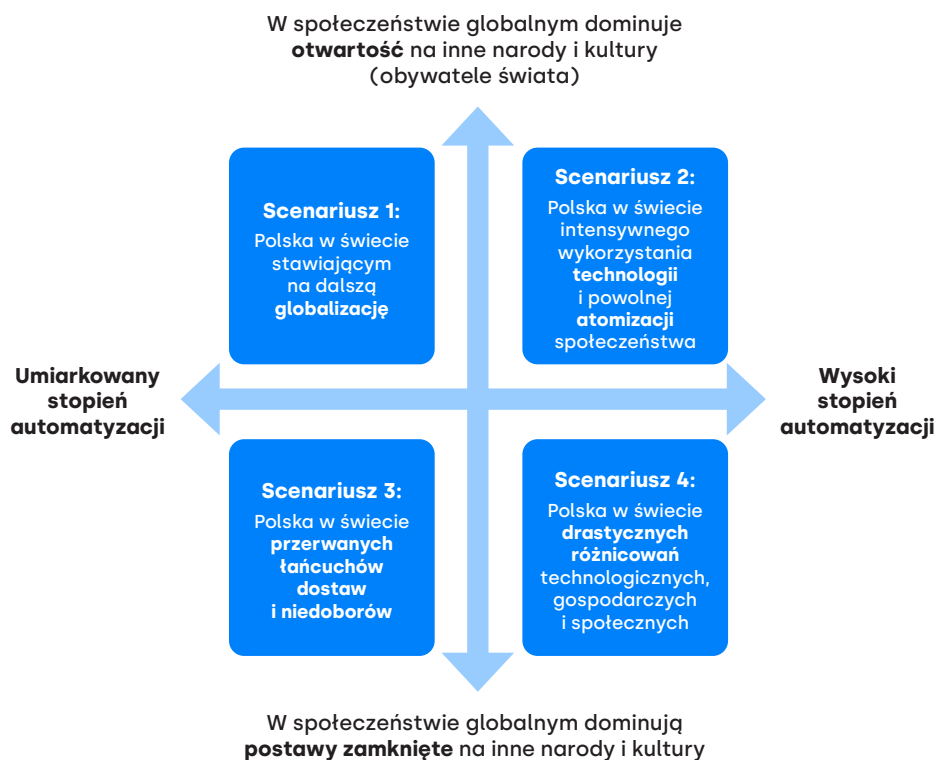 W społeczeństwie globalnym dominuje
otwartość na inne narody i kultury
(obywatele świata)
Scenariusz 1:
Polska w świecie
stawiającym
na dalszą
globalizację
Scenariusz 2:
Polska w świecie
intensywnego
wykorzystania
technologii
i powolnej
atomizacji
społeczeństwa
Umiarkowany
stopień
automatyzacji
Wysoki
stopień
automatyzacji
Scenariusz 3:
Polska w świecie
przerwanych
łańcuchów
dostaw
i niedoborów
Scenariusz 4:
Polska w świecie
drastycznych
różnicowań
technologicznych,
gospodarczych
i społecznych
W społeczeństwie globalnym dominują
postawy zamknięte na inne narody i kultury